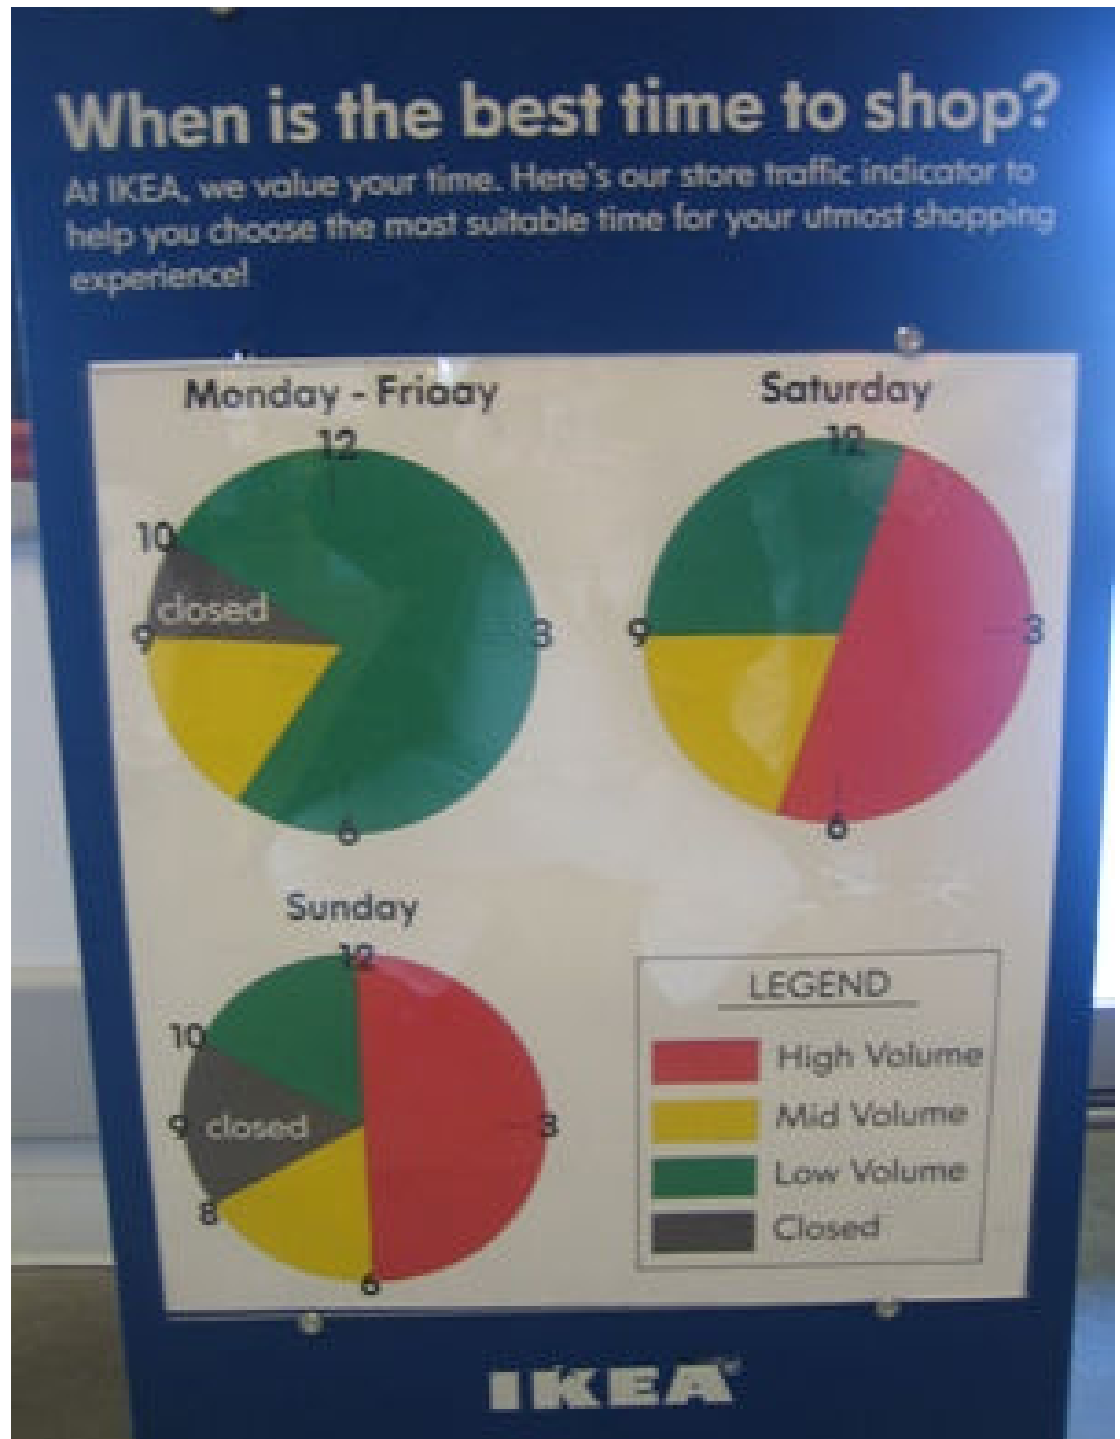 When is the best time to shop?
At IKEA, we value your time. Here's our store traffic indicator to
help you choose the most suitable time for your utmost shopping
experience!
Monday - Friday
12
10
closed
9
3
6
Saturday
12
9
3
6
Sunday
12
10
9 closed
3
8
6
LEGEND
High Volume
Mid Volume
Low Volume
Closed
IKEA